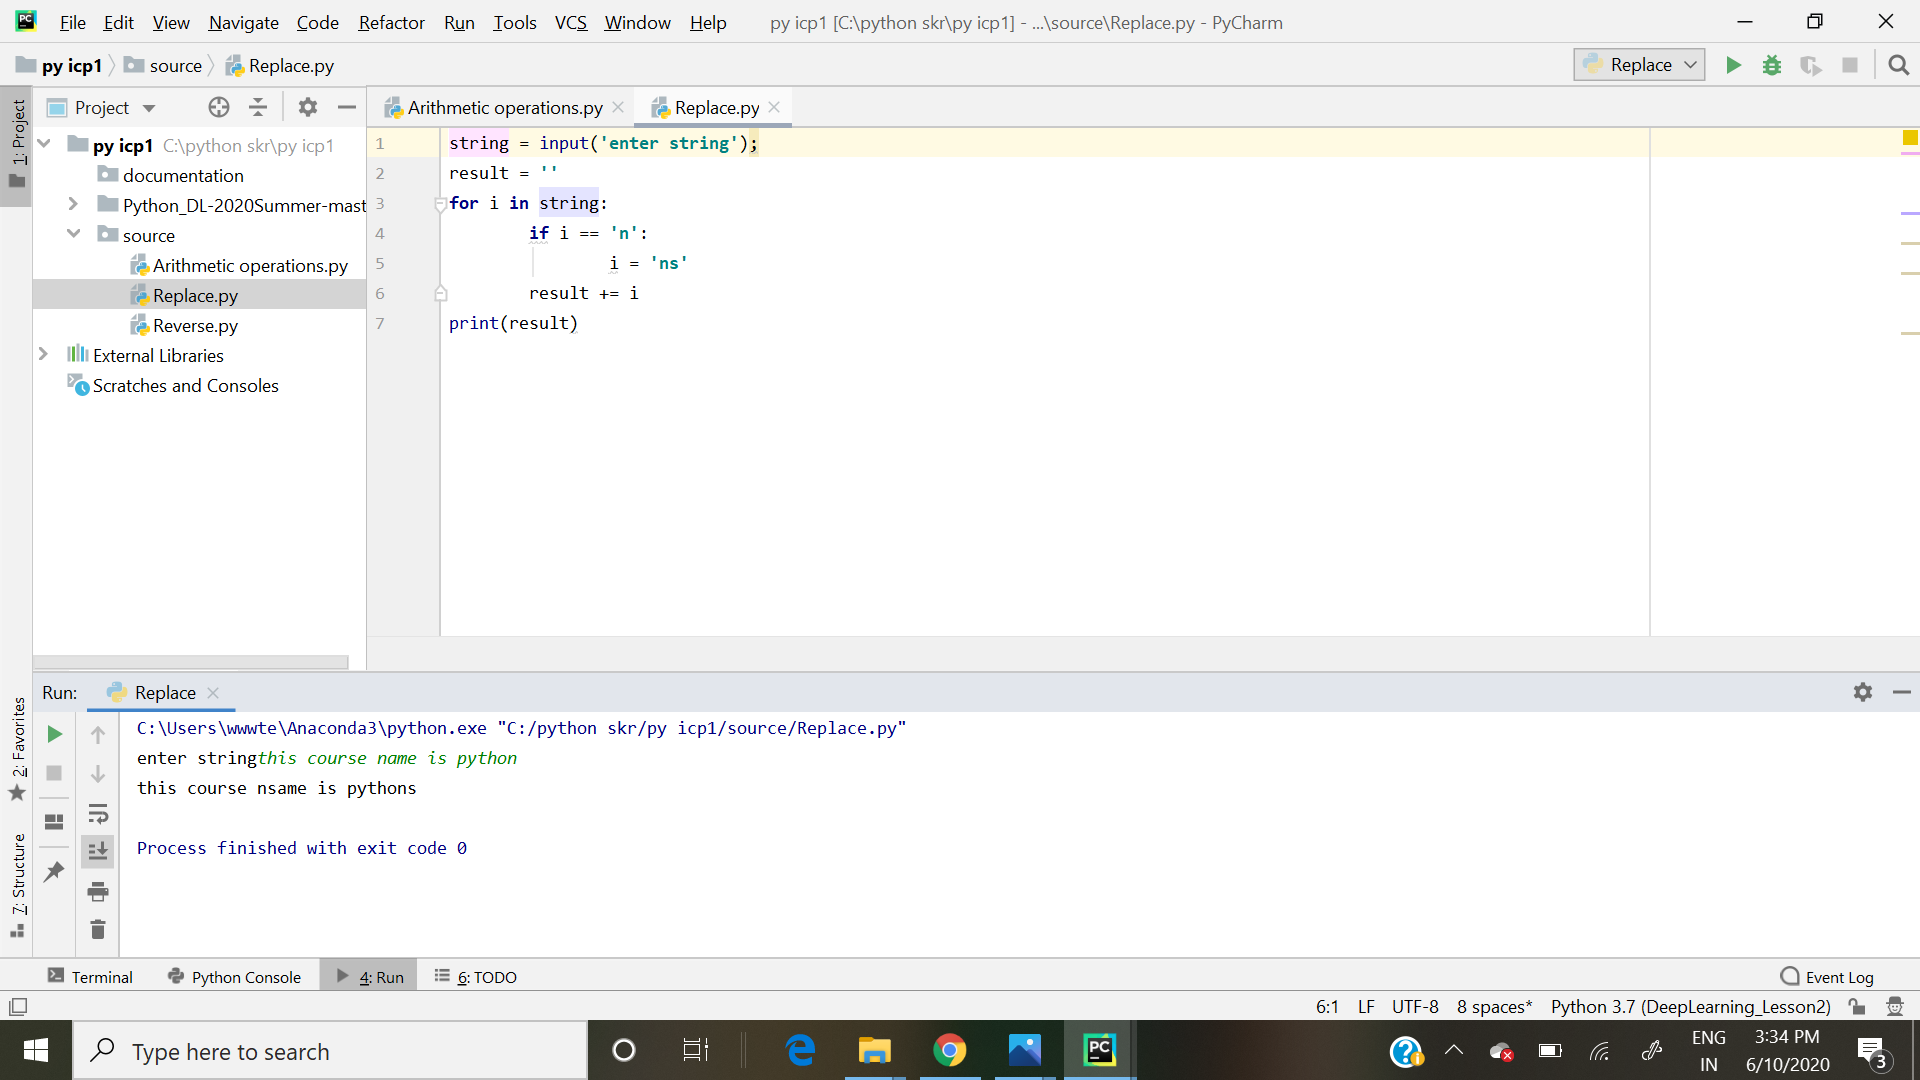 PC File Edit View Navigate Code Refactor Run Tools VCS Window Help py icp1 [C:\python skr\py icp1] - ...\source\Replace.py - PyCharm
py icp1 source Replace.py Replace
1: Project
Project
Arithmetic operations.py Replace.py
py icp1 C:\python skr\py icp1
documentation
Python_DL-2020Summer-mast
source
Arithmetic operations.py
Replace.py
Reverse.py
External Libraries
Scratches and Consoles
1 string = input('enter string');
2 result = ''
3 for i in string:
4 if i == 'n':
5 i = 'ns'
6 result += i
7 print(result)
Run: Replace
2: Favorites
7: Structure
C:\Users\wwwte\Anaconda3\python.exe "C:/python skr/py icp1/source/Replace.py"
enter stringthis course name is python
this course nsame is pythons
Process finished with exit code 0
Terminal Python Console 4: Run 6: TODO Event Log
6:1 LF UTF-8 8 spaces* Python 3.7 (DeepLearning_Lesson2)
Type here to search
PC
ENG
IN
3:34 PM
6/10/2020
3